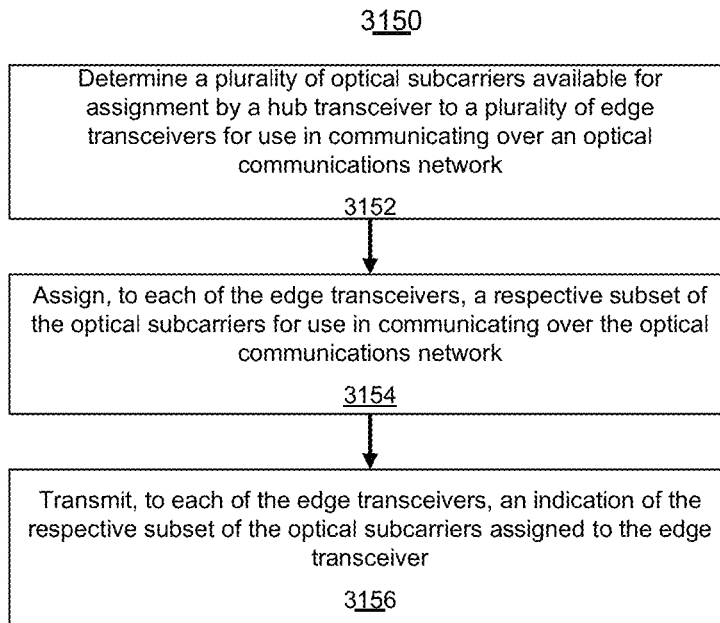 3150
Determine a plurality of optical subcarriers available for
assignment by a hub transceiver to a plurality of edge
transceivers for use in communicating over an optical
communications network
3152
Assign, to each of the edge transceivers, a respective subset of
the optical subcarriers for use in communicating over the optical
communications network
3154
Transmit, to each of the edge transceivers, an indication of the
respective subset of the optical subcarriers assigned to the edge
transceiver
3156